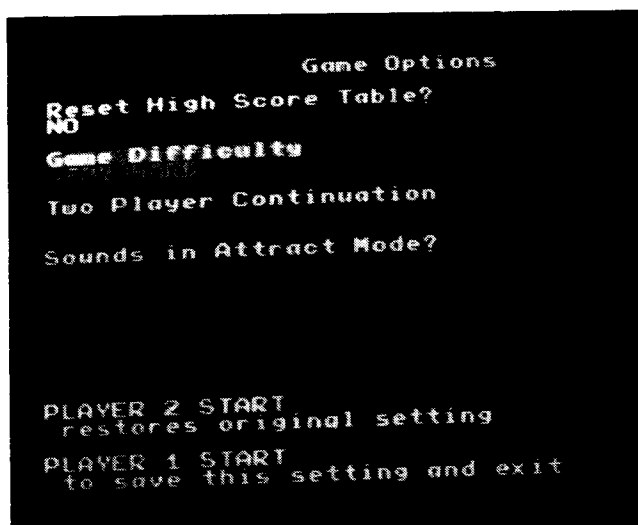 Game Options
Reset High Score Table?
NO
Game Difficulty
Two Player Continuation
Sounds in Attract Mode?
PLAYER 2 START
restores original setting
PLAYER 1 START
to save this setting and exit